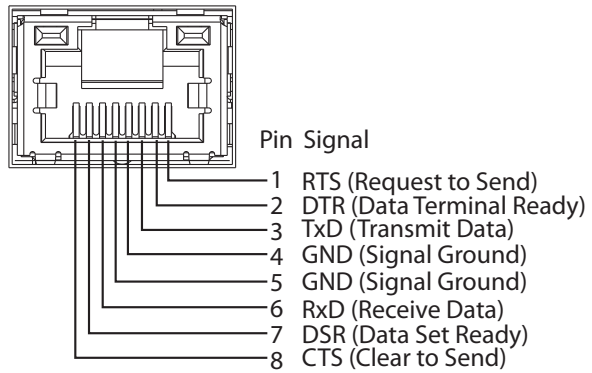 Pin Signal
1 RTS (Request to Send)
2 DTR (Data Terminal Ready)
3 TxD (Transmit Data)
4 GND (Signal Ground)
5 GND (Signal Ground)
6 RxD (Receive Data)
7 DSR (Data Set Ready)
8 CTS (Clear to Send)